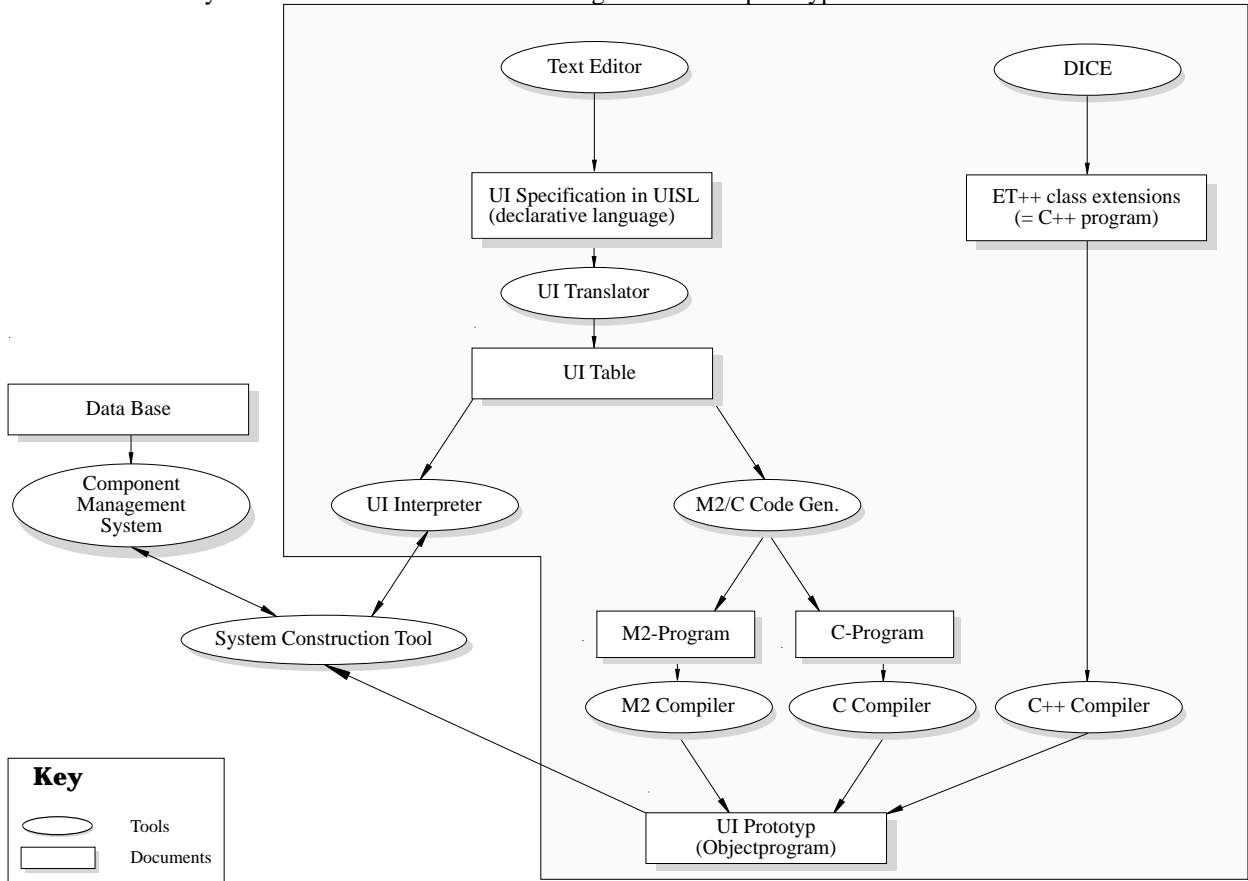 Text Editor
DICE
UI Specification in UISL
(declarative language)
ET++ class extensions
(= C++ program)
UI Translator
UI Table
Data Base
Component
Management
System
UI Interpreter
M2/C Code Gen.
M2-Program
C-Program
System Construction Tool
M2 Compiler
C Compiler
C++ Compiler
Key
Tools
Documents
UI Prototyp
(Objectprogram)